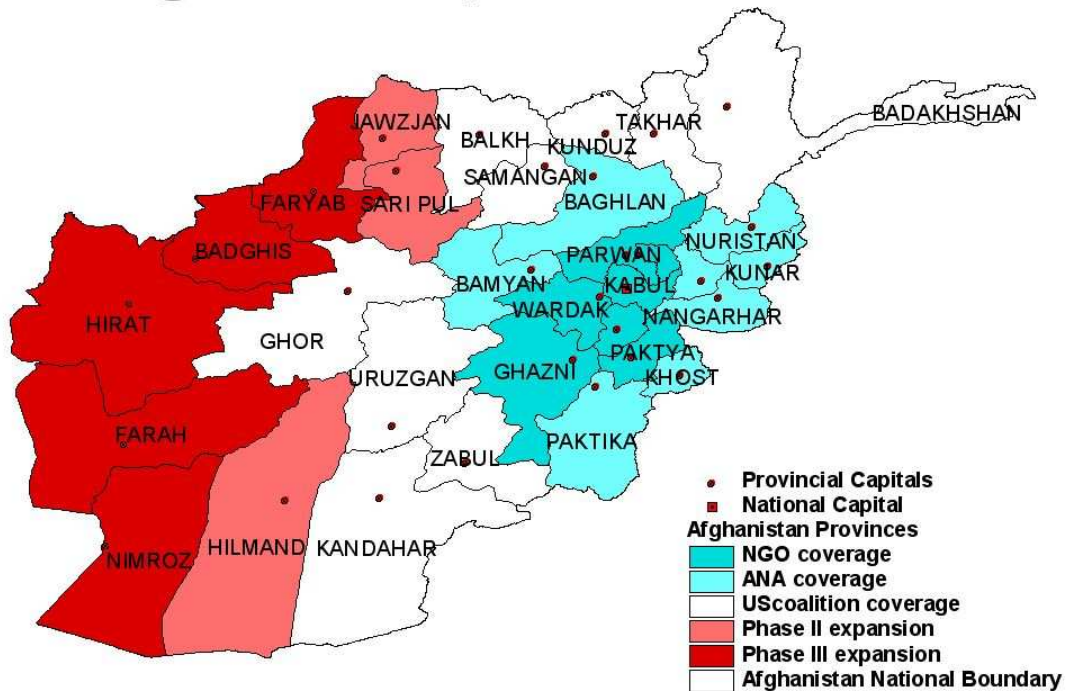 JAWZJAN
BALKH
KUNDUZ
TAKHAR
BADAKHSHAN
SAMANGAN
FARYAB
SARI PUL
BAGHLAN
BADGHIS
PARWAN
NURISTAN
BAMYAN
KABUL
KUNAR
HIRAT
WARDAK
NANGARHAR
GHOR
PAKTYA
GHAZNI
KHOST
URUZGAN
FARAH
PAKTIKA
ZABUL
NIMROZ
HILMAND
KANDAHAR
Provincial Capitals
National Capital
Afghanistan Provinces
NGO coverage
ANA coverage
UScoalition coverage
Phase II expansion
Phase III expansion
Afghanistan National Boundary